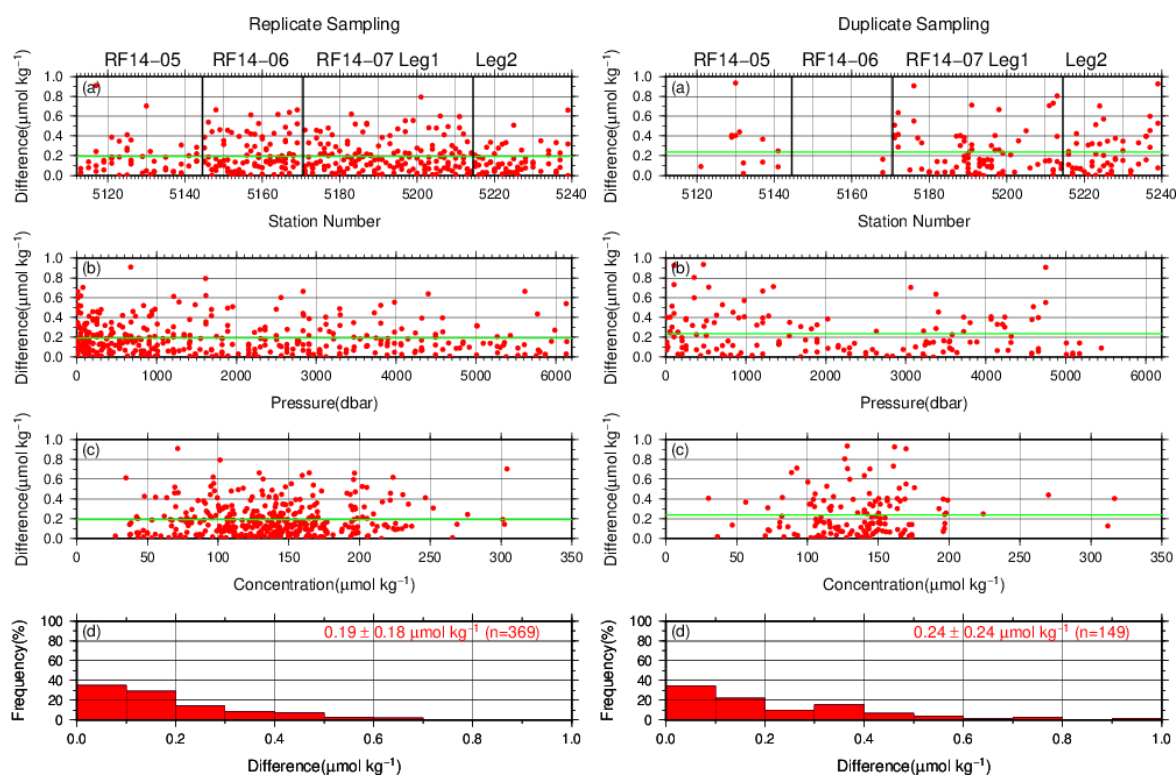 Replicate Sampling
RF14−05 RF14−06 RF14−07 Leg1 Leg2
(a)
Difference(μmol kg⁻¹)
1.0
0.8
0.6
0.4
0.2
0.0
5120 5140 5160 5180 5200 5220 5240
Station Number
(b)
Difference(μmol kg⁻¹)
1.0
0.8
0.6
0.4
0.2
0.0
0 1000 2000 3000 4000 5000 6000
Pressure(dbar)
(c)
Difference(μmol kg⁻¹)
1.0
0.8
0.6
0.4
0.2
0.0
0 50 100 150 200 250 300 350
Concentration(μmol kg⁻¹)
(d)
0.19 ± 0.18 μmol kg⁻¹ (n=369)
Frequency(%)
100
80
60
40
20
0
0.0 0.2 0.4 0.6 0.8 1.0
Difference(μmol kg⁻¹)
Duplicate Sampling
RF14−05 RF14−06 RF14−07 Leg1 Leg2
(a)
Difference(μmol kg⁻¹)
1.0
0.8
0.6
0.4
0.2
0.0
5120 5140 5160 5180 5200 5220 5240
Station Number
(b)
Difference(μmol kg⁻¹)
1.0
0.8
0.6
0.4
0.2
0.0
0 1000 2000 3000 4000 5000 6000
Pressure(dbar)
(c)
Difference(μmol kg⁻¹)
1.0
0.8
0.6
0.4
0.2
0.0
0 50 100 150 200 250 300 350
Concentration(μmol kg⁻¹)
(d)
0.24 ± 0.24 μmol kg⁻¹ (n=149)
Frequency(%)
100
80
60
40
20
0
0.0 0.2 0.4 0.6 0.8 1.0
Difference(μmol kg⁻¹)